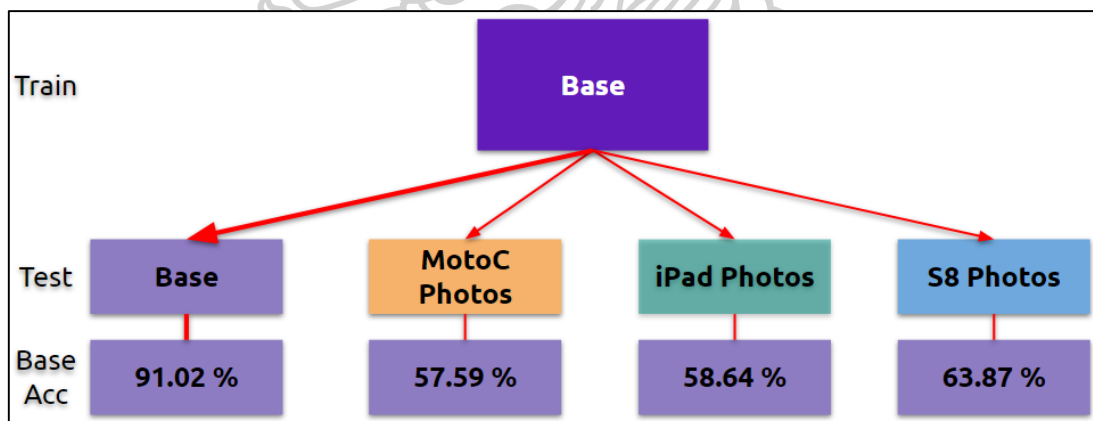 Train
Base
Test
Base
MotoC
Photos
iPad Photos
S8 Photos
Base
Acc
91.02 %
57.59 %
58.64 %
63.87 %